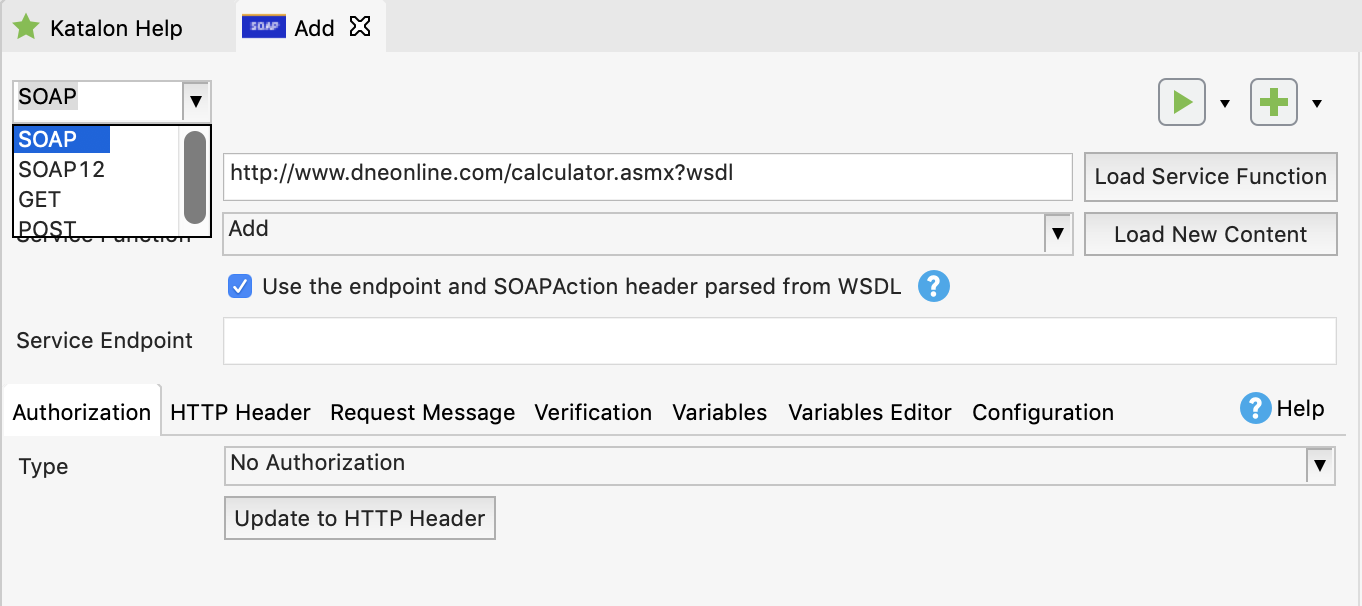 Katalon Help
SOAP Add
SOAP
SOAP
SOAP12
GET
POST
http://www.dneonline.com/calculator.asmx?wsdl
Load Service Function
Service Function
Add
Load New Content
Use the endpoint and SOAPAction header parsed from WSDL ?
Service Endpoint
Authorization HTTP Header Request Message Verification Variables Variables Editor Configuration ? Help
Type
No Authorization
Update to HTTP Header